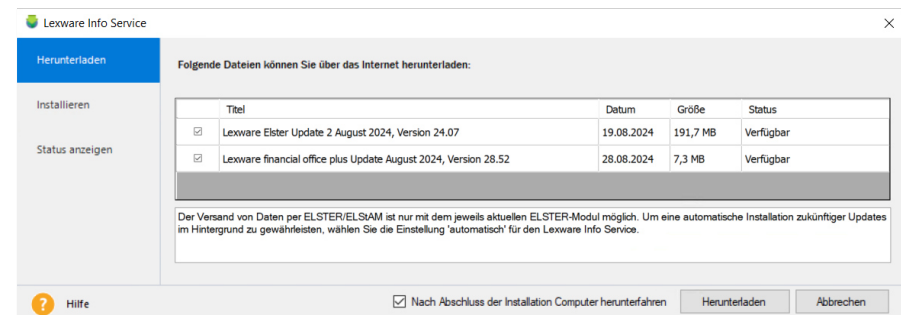 Lexware Info Service
Herunterladen
Folgende Dateien können Sie über das Internet herunterladen:
Installieren
Titel Datum Größe Status
Lexware Elster Update 2 August 2024, Version 24.07 19.08.2024 191,7 MB Verfügbar
Status anzeigen
Lexware financial office plus Update August 2024, Version 28.52 28.08.2024 7,3 MB Verfügbar
Der Versand von Daten per ELSTER/ELStAM ist nur mit dem jeweils aktuellen ELSTER-Modul möglich. Um eine automatische Installation zukünftiger Updates
im Hintergrund zu gewährleisten, wählen Sie die Einstellung 'automatisch' für den Lexware Info Service.
? Hilfe
Nach Abschluss der Installation Computer herunterfahren
Herunterladen
Abbrechen